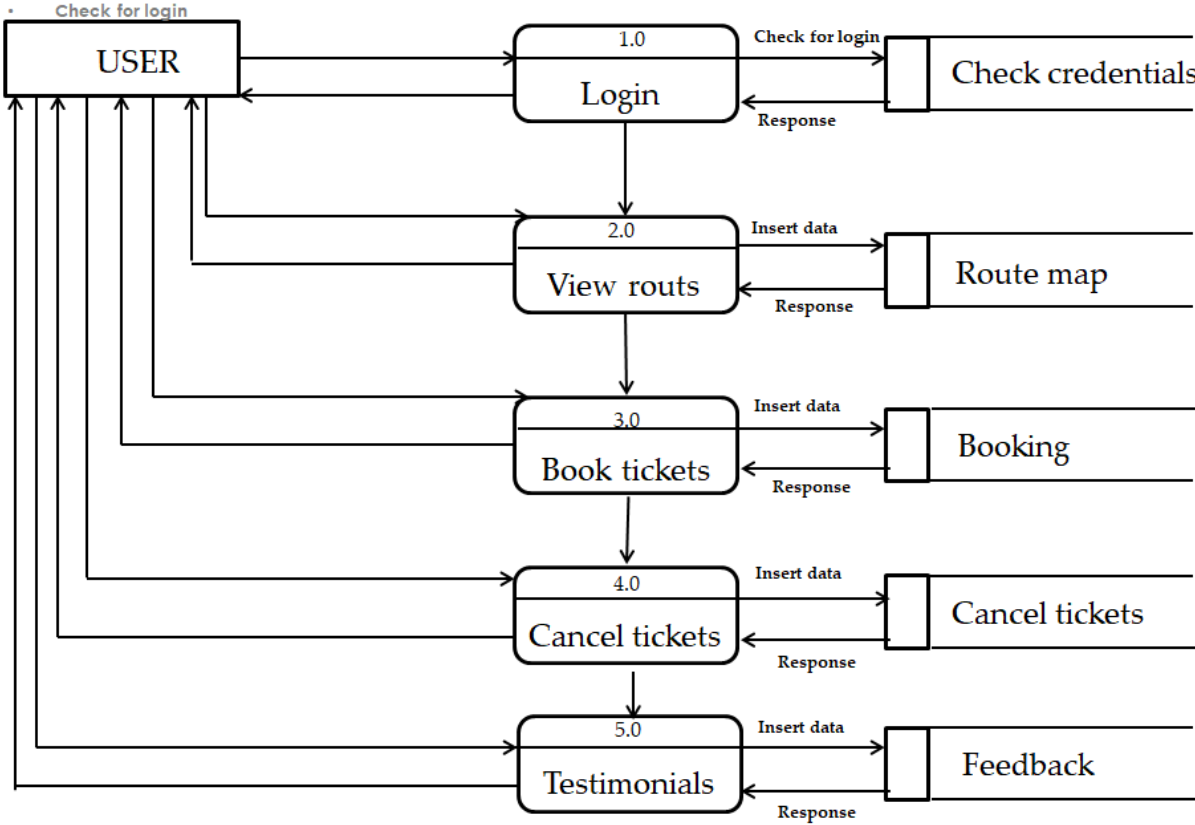 • Check for login
USER
1.0
Login
Check for login
Response
Check credentials
2.0
View routs
Insert data
Response
Route map
3.0
Book tickets
Insert data
Response
Booking
4.0
Cancel tickets
Insert data
Response
Cancel tickets
5.0
Testimonials
Insert data
Response
Feedback